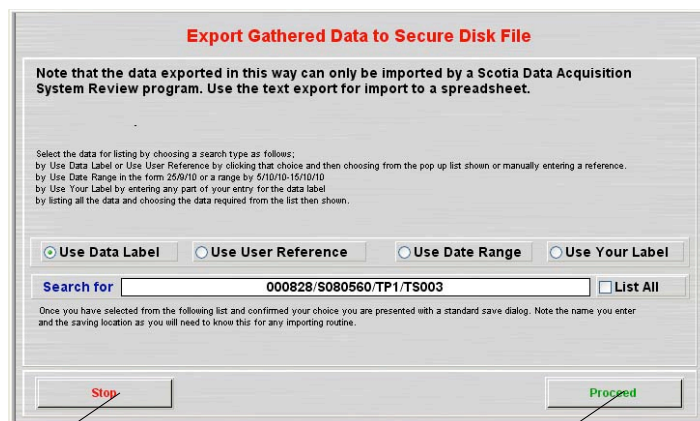 Export Gathered Data to Secure Disk File
Note that the data exported in this way can only be imported by a Scotia Data Acquisition
System Review program. Use the text export for import to a spreadsheet.
Select the data for listing by choosing a search type as follows;
by Use Data Label or Use User Reference by clicking that choice and then choosing from the pop up list shown or manually entering a reference.
by Use Date Range in the form 25/9/10 or a range by 5/10/10-15/10/10
by Use Your Label by entering any part of your entry for the data label
by listing all the data and choosing the data required from the list then shown.
Use Data Label Use User Reference Use Date Range Use Your Label
Search for 000828/S080560/TP1/TS003 List All
Once you have selected from the following list and confirmed your choice you are presented with a standard save dialog. Note the name you enter
and the saving location as you will need to know this for any importing routine.
Stop Proceed